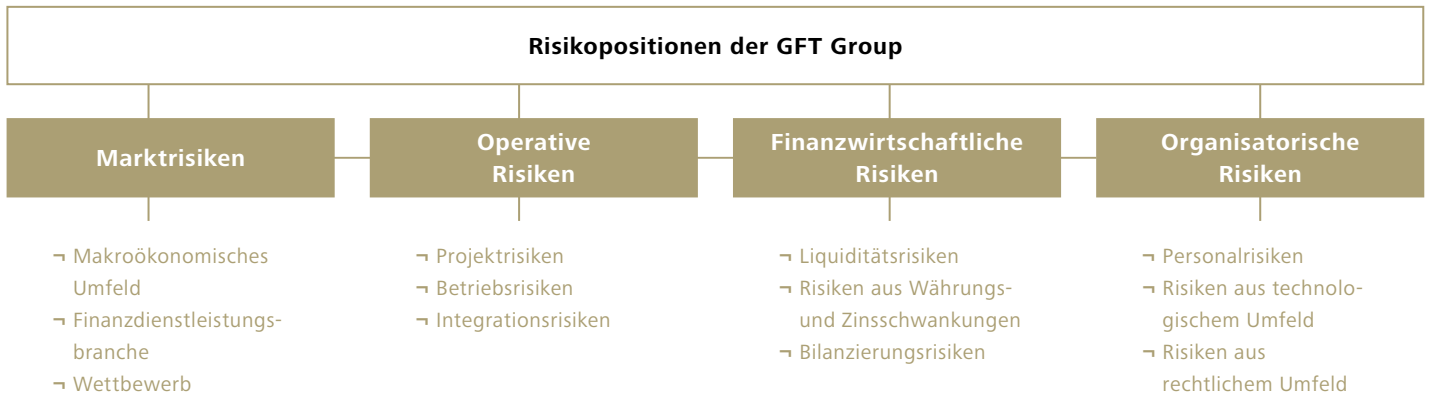 Risikopositionen der GFT Group
Marktrisiken
¬ Makroökonomisches
Umfeld
¬ Finanzdienstleistungs-
branche
¬ Wettbewerb
Operative
Risiken
¬ Projektrisiken
¬ Betriebsrisiken
¬ Integrationsrisiken
Finanzwirtschaftliche
Risiken
¬ Liquiditätsrisiken
¬ Risiken aus Währungs-
und Zinsschwankungen
¬ Bilanzierungsrisiken
Organisatorische
Risiken
¬ Personalrisiken
¬ Risiken aus technolo-
gischem Umfeld
¬ Risiken aus
rechtlichem Umfeld